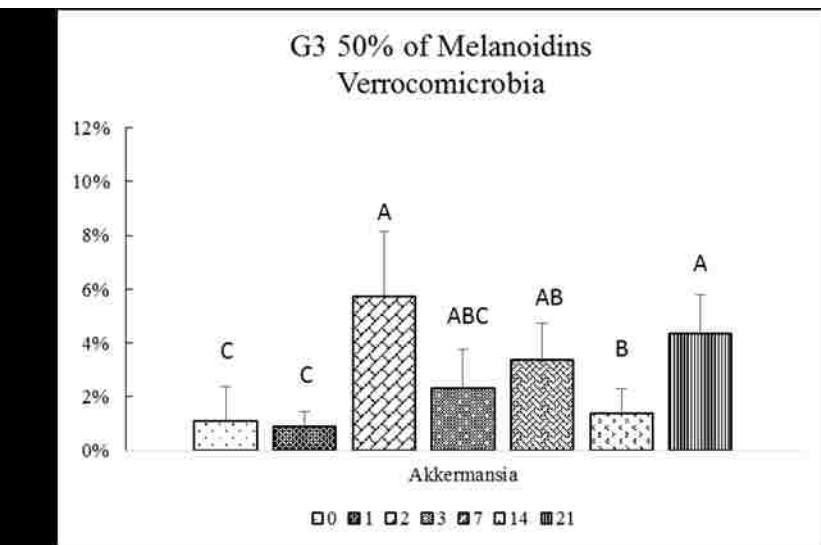 G3 50% of Melanoidins
Verrocomicrobia
12%
10%
8%
6%
4%
2%
0%
C
C
A
ABC
AB
B
A
Akkermansia
0 1 2 3 7 14 21